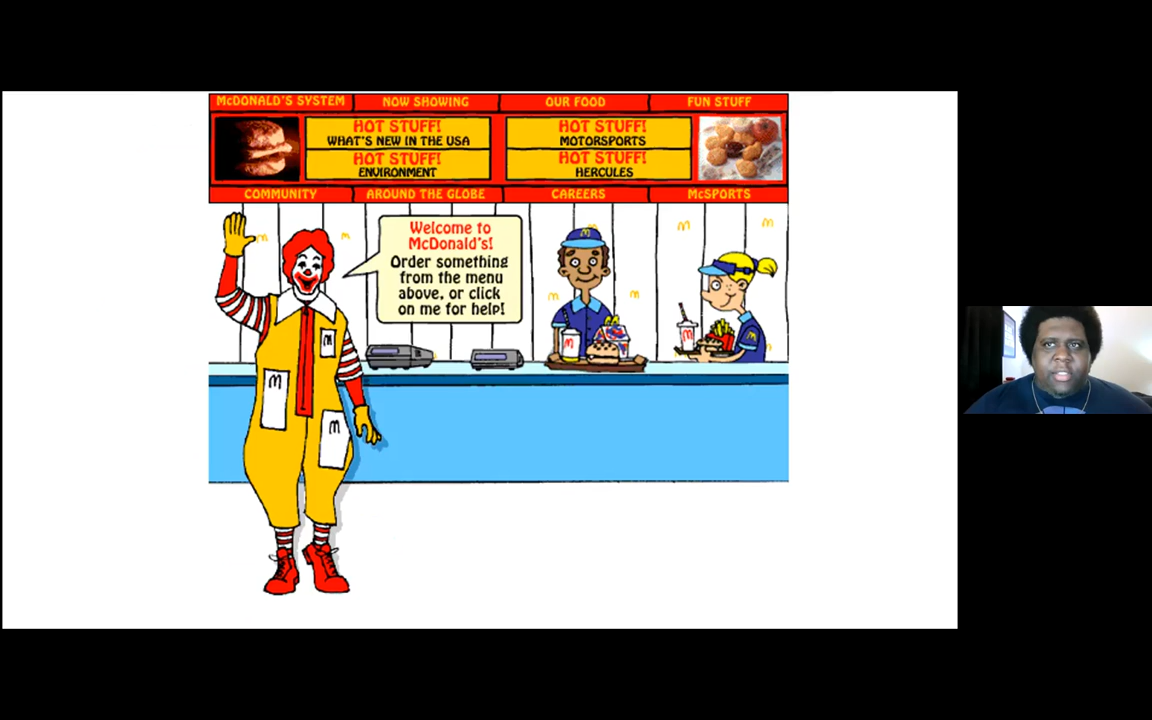 McDONALD'S SYSTEM
NOW SHOWING
OUR FOOD
FUN STUFF
HOT STUFF!
WHAT'S NEW IN THE USA
HOT STUFF!
ENVIRONMENT
HOT STUFF!
MOTORSPORTS
HOT STUFF!
HERCULES
COMMUNITY
AROUND THE GLOBE
CAREERS
McSPORTS
Welcome to
McDonald's!
Order something
from the menu
above, or click
on me for help!